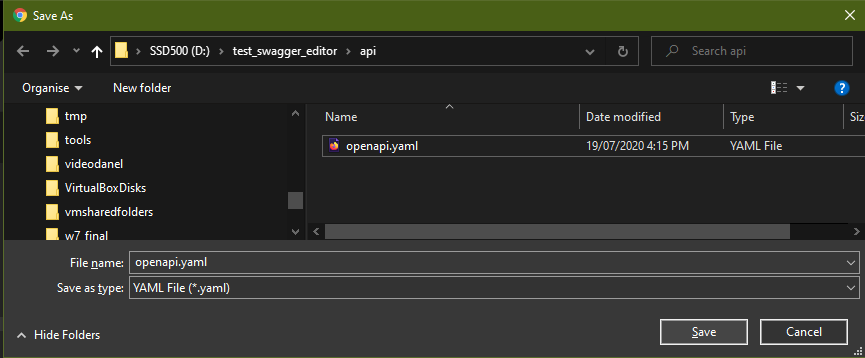 Save As
SSD500 (D:) test_swagger_editor api
Search api
Organise New folder
?
tmp
tools
videodanel
VirtualBoxDisks
vmsharedfolders
w7_final
Name Date modified Type Siz
openapi.yaml 19/07/2020 4:15 PM YAML File
File name: openapi.yaml
Save as type: YAML File (*.yaml)
Hide Folders
Save Cancel